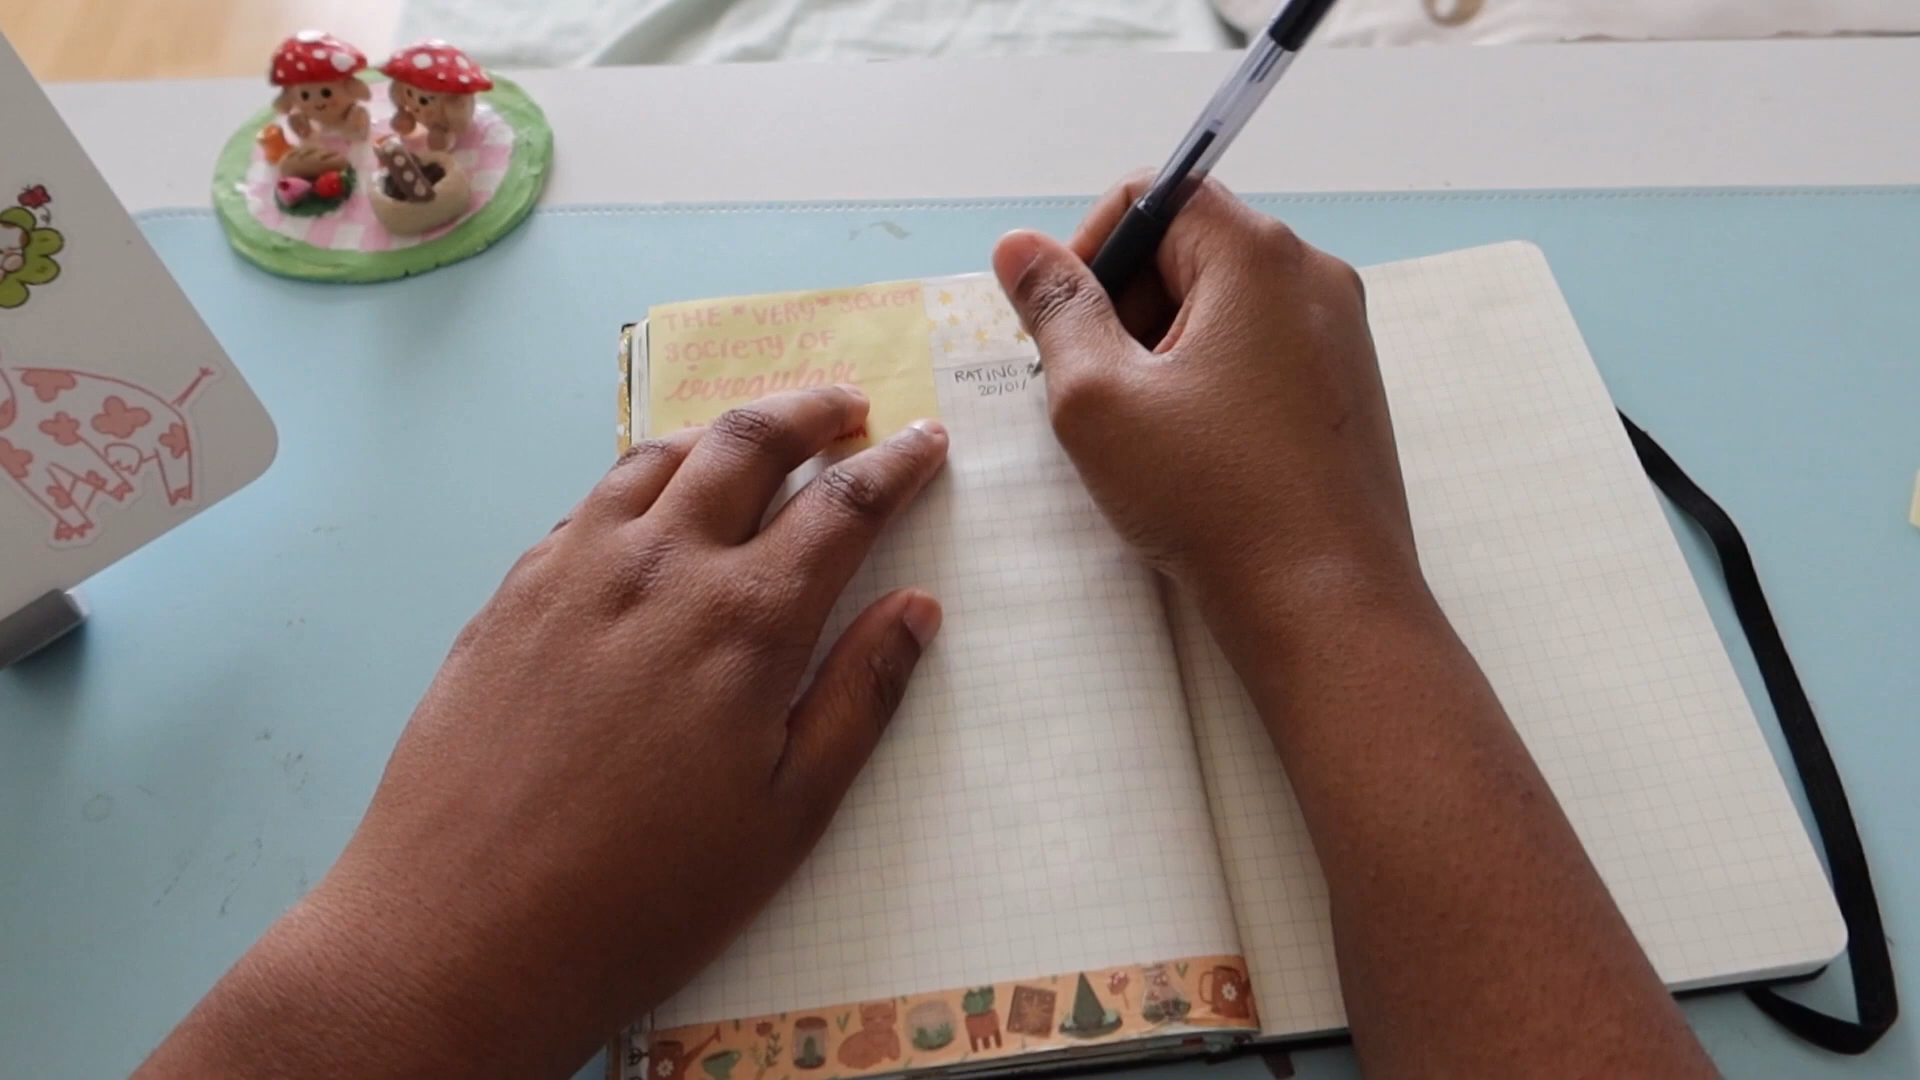 THE *VERY* SECRET
SOCIETY OF
irregular
RATING:
20/01/